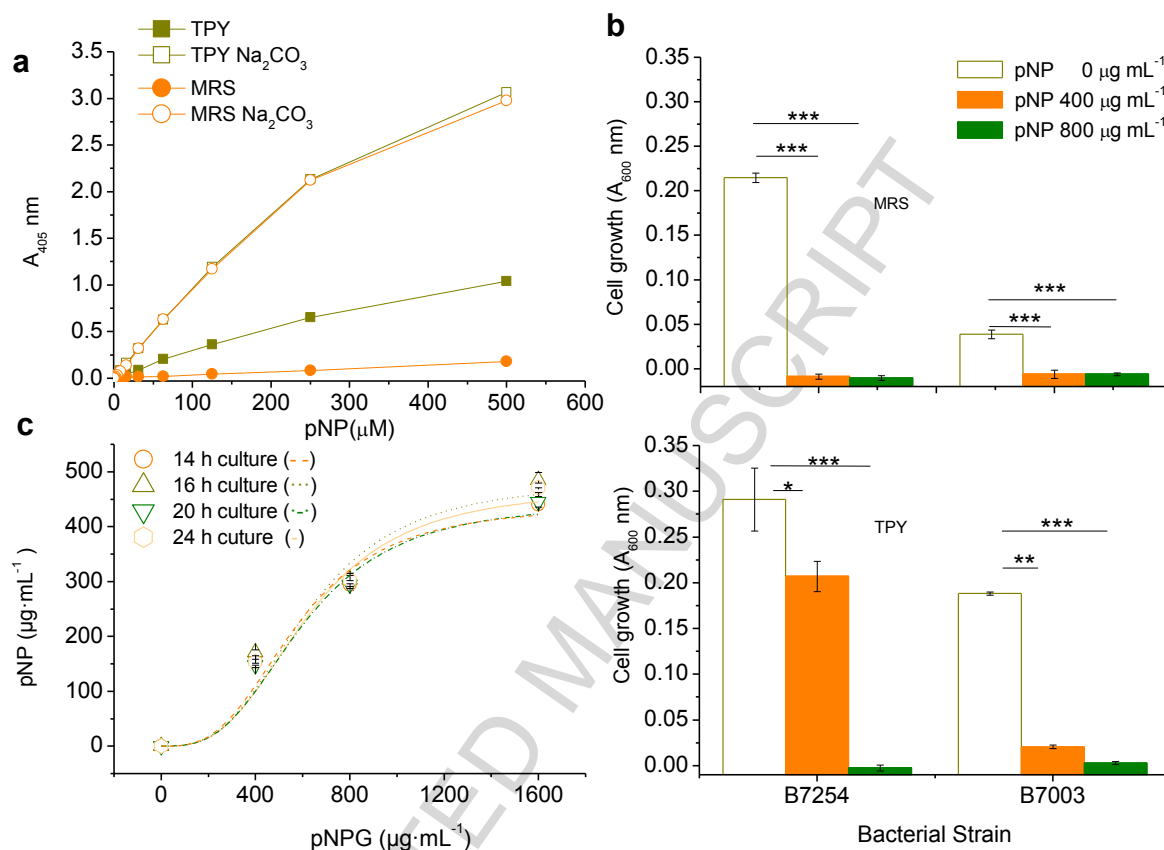 a
TPY
TPY Na2CO3
MRS
MRS Na2CO3
3.5
3.0
2.5
2.0
1.5
1.0
0.5
0.0
A405 nm
0 100 200 300 400 500 600
pNP(μM)
b
pNP 0 μg mL-1
pNP 400 μg mL-1
pNP 800 μg mL-1
0.35
0.30
0.25
0.20
0.15
0.10
0.05
0.00
Cell growth (A600 nm)
***
***
MRS
***
***
c
14 h culture (--)
16 h culture (···)
20 h culture (-·-)
24 h cuture (-)
500
400
300
200
100
0
pNP (μg·mL-1)
0 400 800 1200 1600
pNPG (μg·mL-1)
0.35
0.30
0.25
0.20
0.15
0.10
0.05
0.00
Cell growth (A600 nm)
***
*
TPY
***
**
B7254 B7003
Bacterial Strain
TED MANUSCRIPT